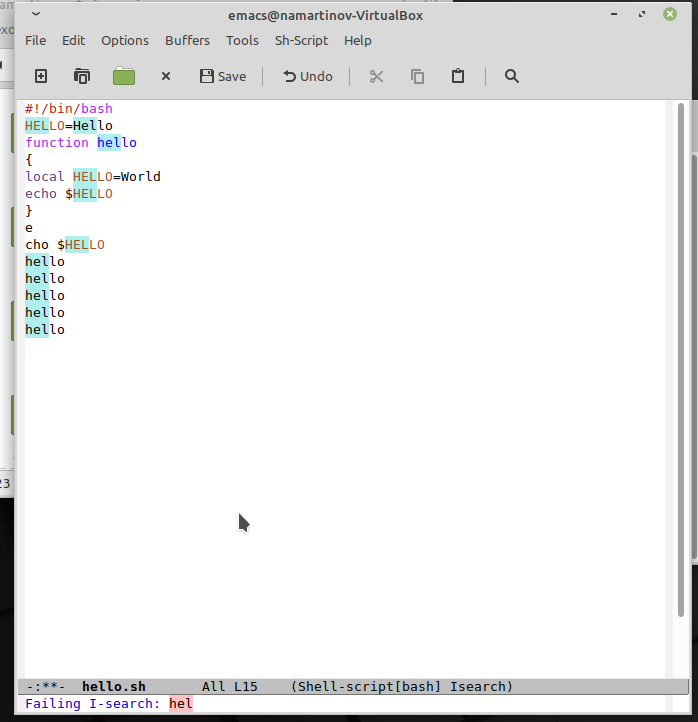 emacs@namartinov-VirtualBox
File Edit Options Buffers Tools Sh-Script Help
Save Undo
#!/bin/bash
HELLO=Hello
function hello
{
local HELLO=World
echo $HELLO
}
e
cho $HELLO
hello
hello
hello
hello
hello
23
-:**- hello.sh All L15 (Shell-script[bash] Isearch)
Failing I-search: hel